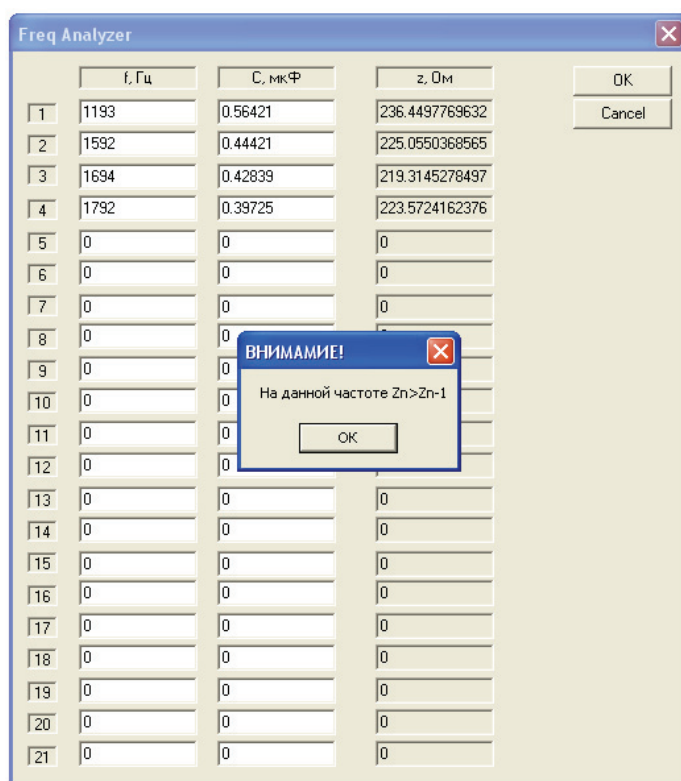 Freq Analyzer
f, Гц C, мкФ z, Ом OK
1 1193 0.56421 236.4497769632 Cancel
2 1592 0.44421 225.0550368565
3 1694 0.42839 219.3145278497
4 1792 0.39725 223.5724162376
5 0 0 0
6 0 0 0
7 0 0 0
8 0 0
ВНИМАМИЕ!
9 0 0
На данной частоте Zn>Zn-1
10 0 0
11 0 0
OK
12 0 0
13 0 0 0
14 0 0 0
15 0 0 0
16 0 0 0
17 0 0 0
18 0 0 0
19 0 0 0
20 0 0 0
21 0 0 0